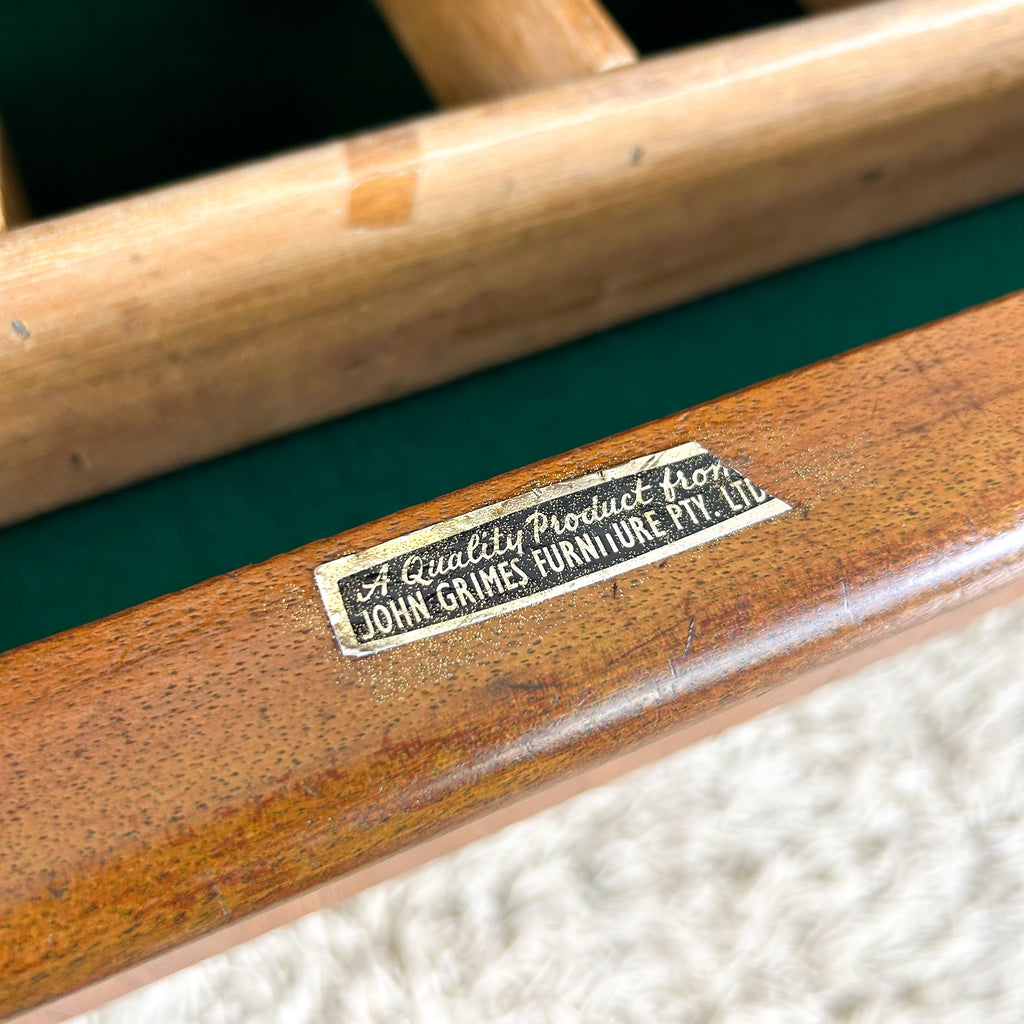 A Quality Product from
JOHN GRIMES FURNITURE PTY. LTD